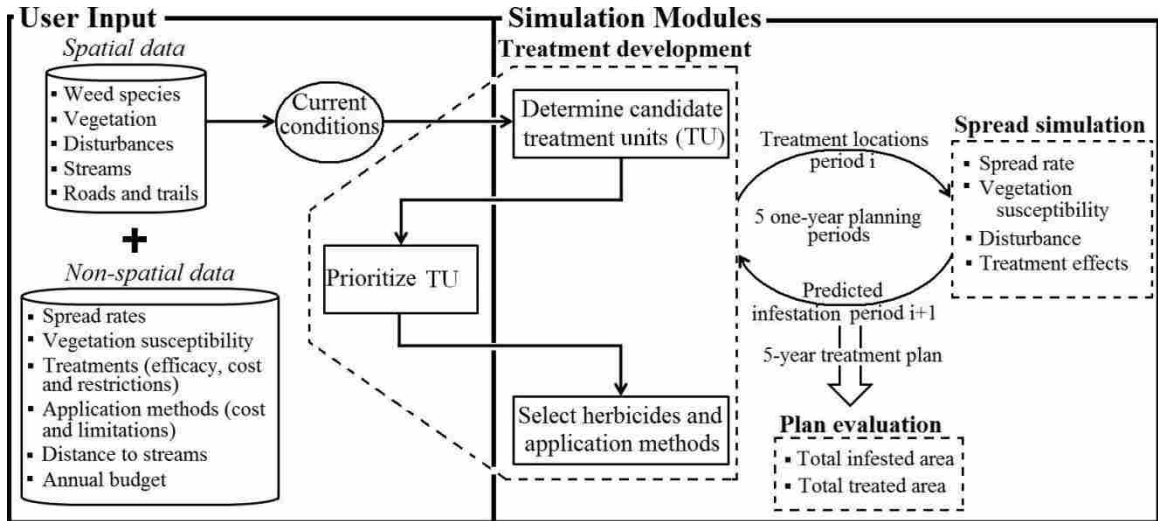 User Input
Spatial data
▪ Weed species
▪ Vegetation
▪ Disturbances
▪ Streams
▪ Roads and trails
+
Non-spatial data
▪ Spread rates
▪ Vegetation susceptibility
▪ Treatments (efficacy, cost
and restrictions)
▪ Application methods (cost
and limitations)
▪ Distance to streams
▪ Annual budget
Current
conditions
Simulation Modules
Treatment development
Determine candidate
treatment units (TU)
Prioritize TU
Select herbicides and
application methods
Treatment locations
period i
5 one-year planning
periods
Predicted
infestation period i+1
5-year treatment plan
Spread simulation
▪ Spread rate
▪ Vegetation
susceptibility
▪ Disturbance
▪ Treatment effects
Plan evaluation
▪ Total infested area
▪ Total treated area